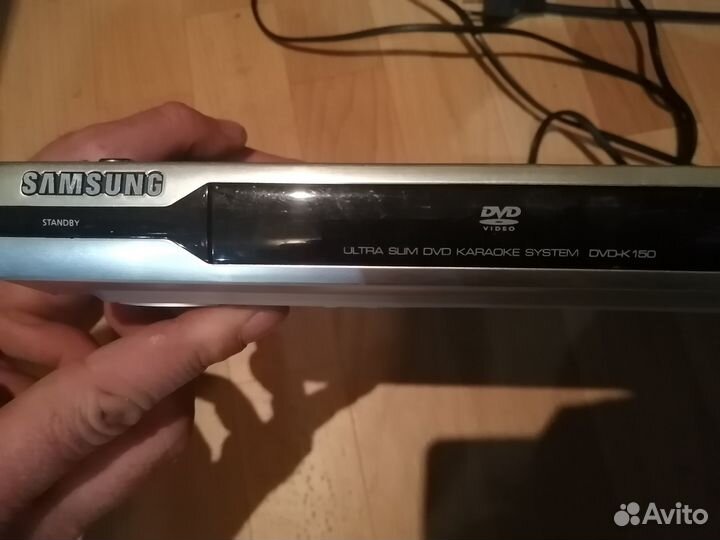 SAMSUNG
STANDBY
DVD
VIDEO
ULTRA SLIM DVD KARAOKE SYSTEM DVD-K150
Avito